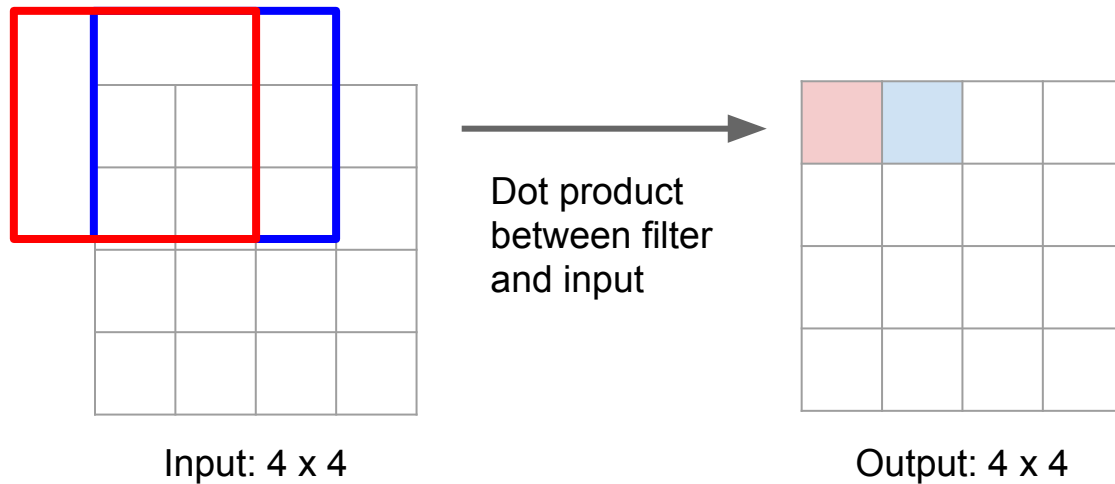 Dot product
between filter
and input
Input: 4 x 4
Output: 4 x 4